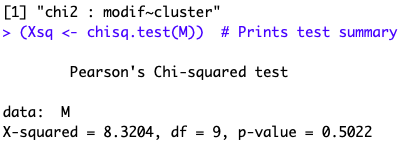 [1] "chi2 : modif~cluster"
> (Xsq <- chisq.test(M))  # Prints test summary
Pearson's Chi-squared test
data:  M
X-squared = 8.3204, df = 9, p-value = 0.5022